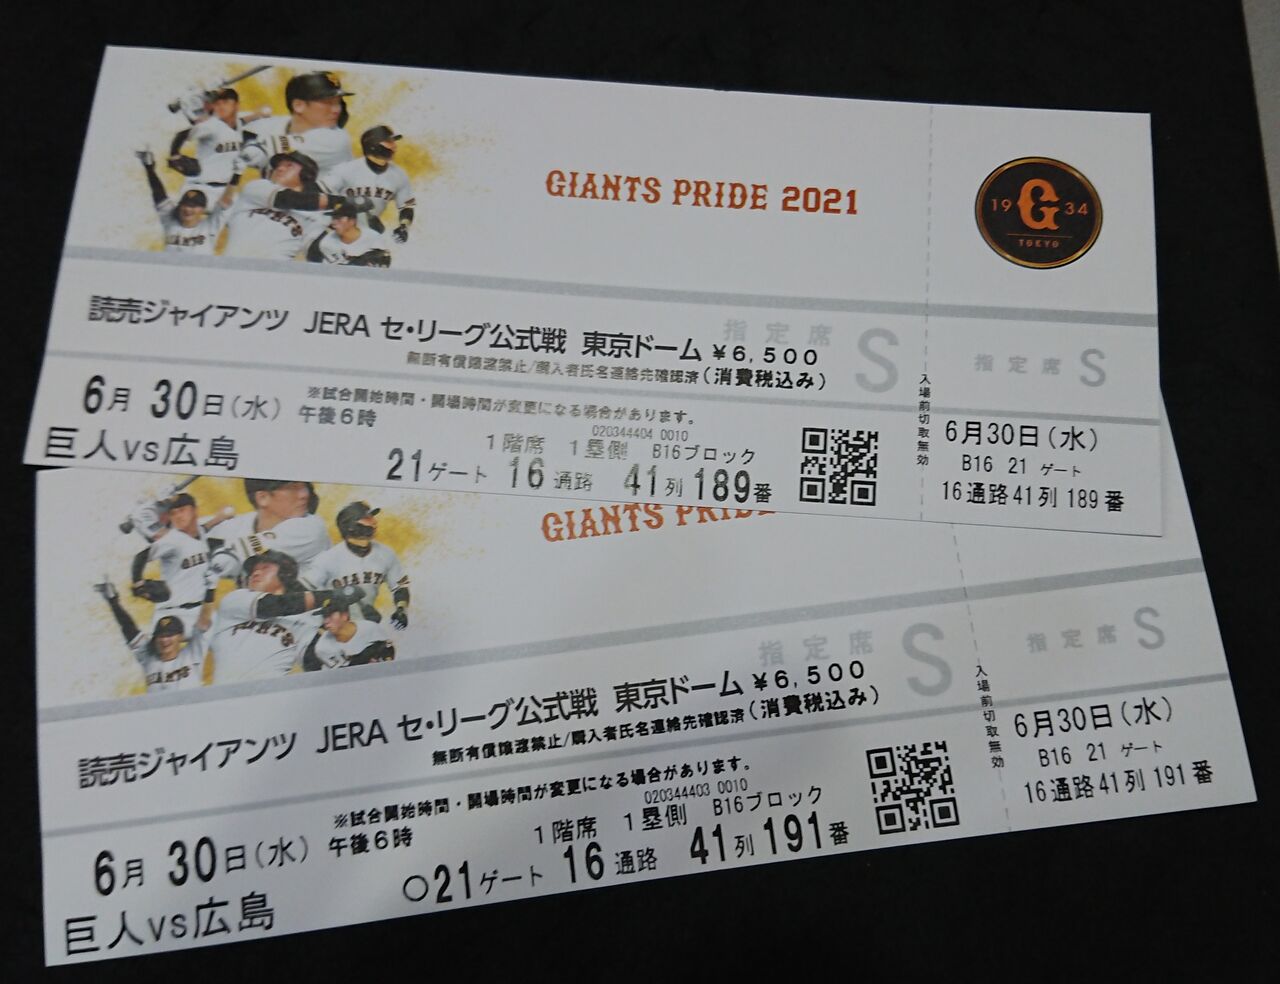 GIANTS PRIDE 2021
19 G 34
TOKYO
指定席 S
指定席 S
読売ジャイアンツ JERA セ・リーグ公式戦 東京ドーム ¥6,500
無断有償譲渡禁止/購入者氏名連絡先確認済(消費税込み)
6月 30日(水) 午後6時
※試合開始時間・開場時間が変更になる場合があります。
020344404 0010
巨人vs広島
1階席 1塁側 B16ブロック
21ゲート 16通路 41列 189番
入場前切取無効
6月30日(水)
B16 21 ゲート
16通路41列 189番
GIANTS PRIDE
指定席 S
指定席 S
読売ジャイアンツ JERA セ・リーグ公式戦 東京ドーム ¥6,500
無断有償譲渡禁止/購入者氏名連絡先確認済(消費税込み)
6月 30日(水) 午後6時
※試合開始時間・開場時間が変更になる場合があります。
020344403 0010
巨人vs広島
1階席 1塁側 B16ブロック
○21ゲート 16通路 41列 191番
入場前切取無効
6月30日(水)
B16 21 ゲート
16通路41列 191番